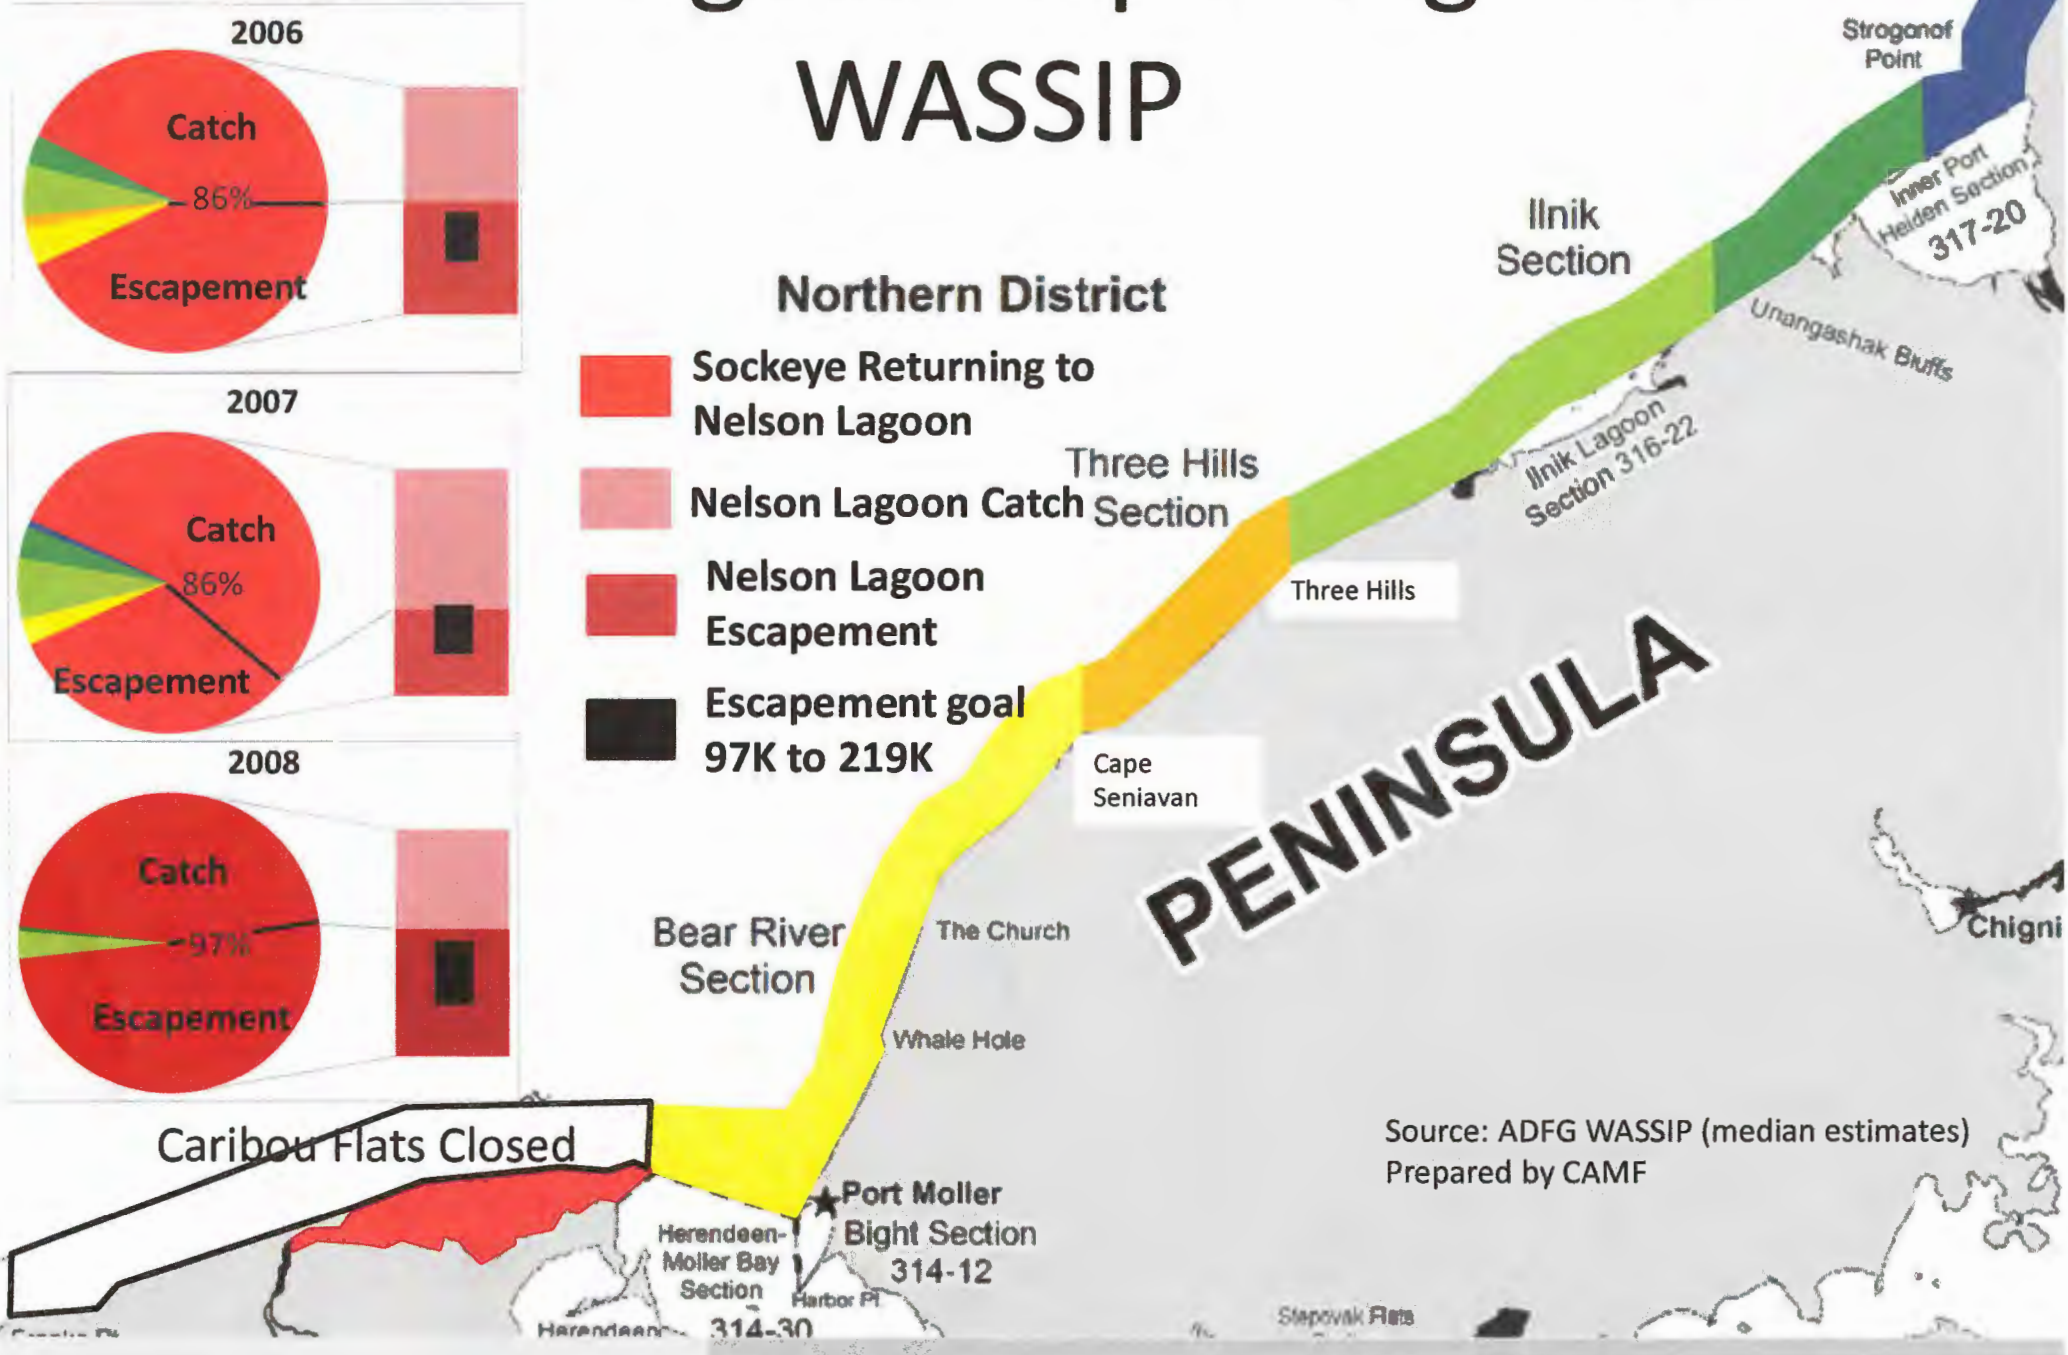 WASSIP
2006
Catch
86%
Escapement
2007
Catch
86%
Escapement
2008
Catch
97%
Escapement
Northern District
Sockeye Returning to
Nelson Lagoon
Nelson Lagoon Catch
Nelson Lagoon
Escapement
Escapement goal
97K to 219K
Stroganof
Point
Inner Port
Heiden Section
317-20
Ilnik
Section
Unangashak Bluffs
Ilnik Lagoon
Section 316-22
Three Hills
Section
Three Hills
Cape
Seniavan
PENINSULA
Bear River
Section
The Church
Whale Hole
Chigni
Caribou Flats Closed
Source: ADFG WASSIP (median estimates)
Prepared by CAMF
Port Moller
Bight Section
314-12
Herendeen-
Moller Bay
Section
314-30
Harbor Pt
Herendeen
Stepovak Flats